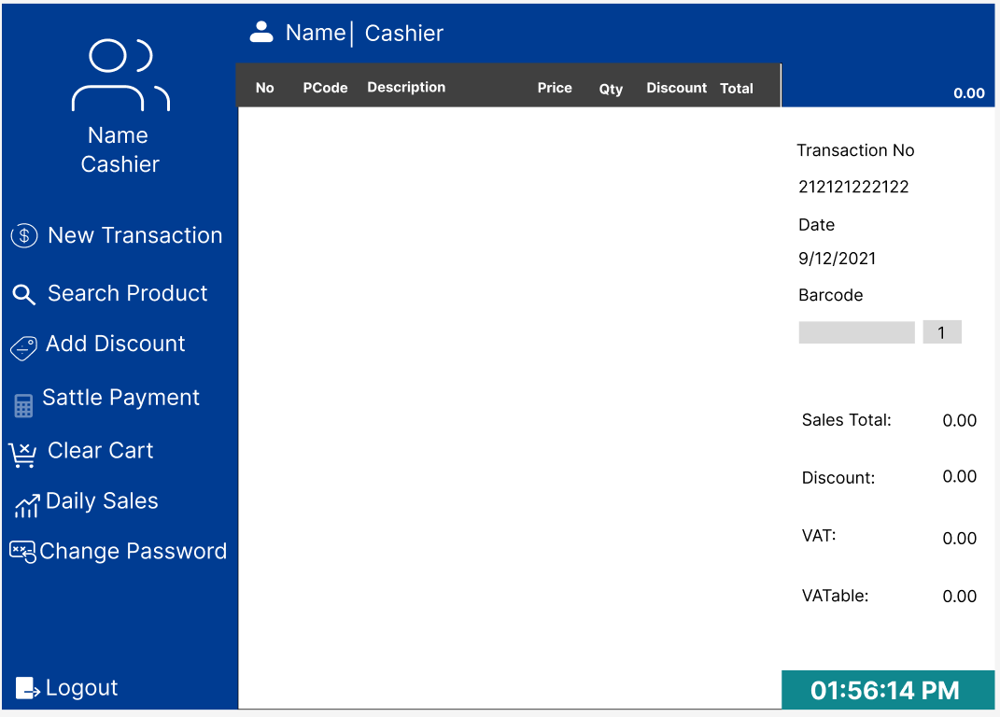 Name
Cashier
New Transaction
Search Product
Add Discount
Sattle Payment
Clear Cart
Daily Sales
Change Password
Logout
Name| Cashier
No PCode Description Price Qty Discount Total
0.00
Transaction No
212121222122
Date
9/12/2021
Barcode
1
Sales Total: 0.00
Discount: 0.00
VAT: 0.00
VATable: 0.00
01:56:14 PM